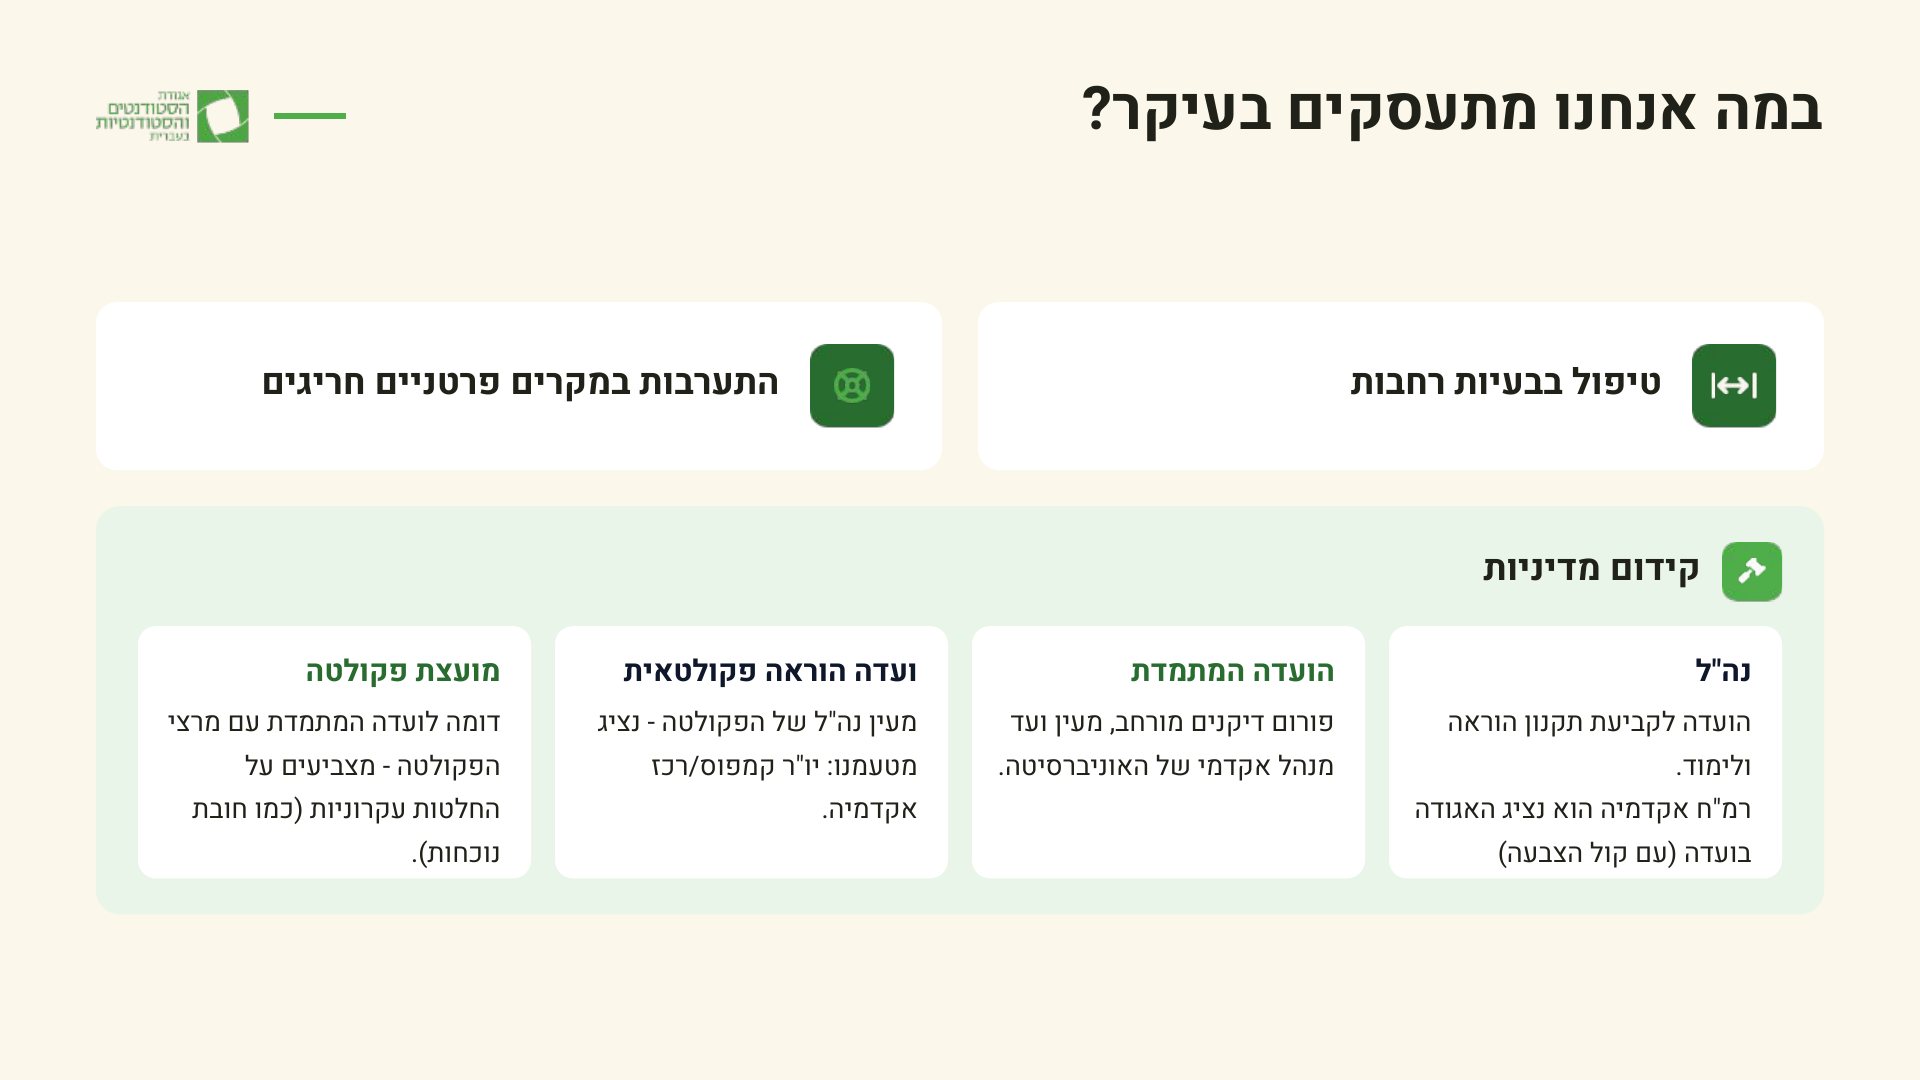 במה אנחנו מתעסקים בעיקר?
אגודת
הסטודנטים
והסטודנטיות
בעברית
טיפול בבעיות רחבות
התערבות במקרים פרטניים חריגים
קידום מדיניות
נה"ל
הועדה לקביעת תקנון הוראה
ולימוד.
רמ"ח אקדמיה הוא נציג האגודה
בועדה (עם קול הצבעה)
הועדה המתמדת
פורום דיקנים מורחב, מעין ועד
מנהל אקדמי של האוניברסיטה.
ועדה הוראה פקולטאית
מעין נה"ל של הפקולטה - נציג
מטעמנו: יו"ר קמפוס/רכז
אקדמיה.
מועצת פקולטה
דומה לועדה המתמדת עם מרצי
הפקולטה - מצביעים על
החלטות עקרוניות (כמו חובת
נוכחות).